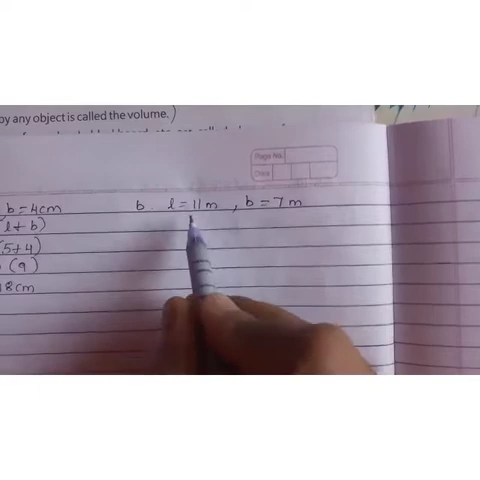 by any object is called the volume.)
Page No.
Date
b = 4cm
b. l = 11 m , b = 7 m
l + b)
(5+4)
(9)
18cm